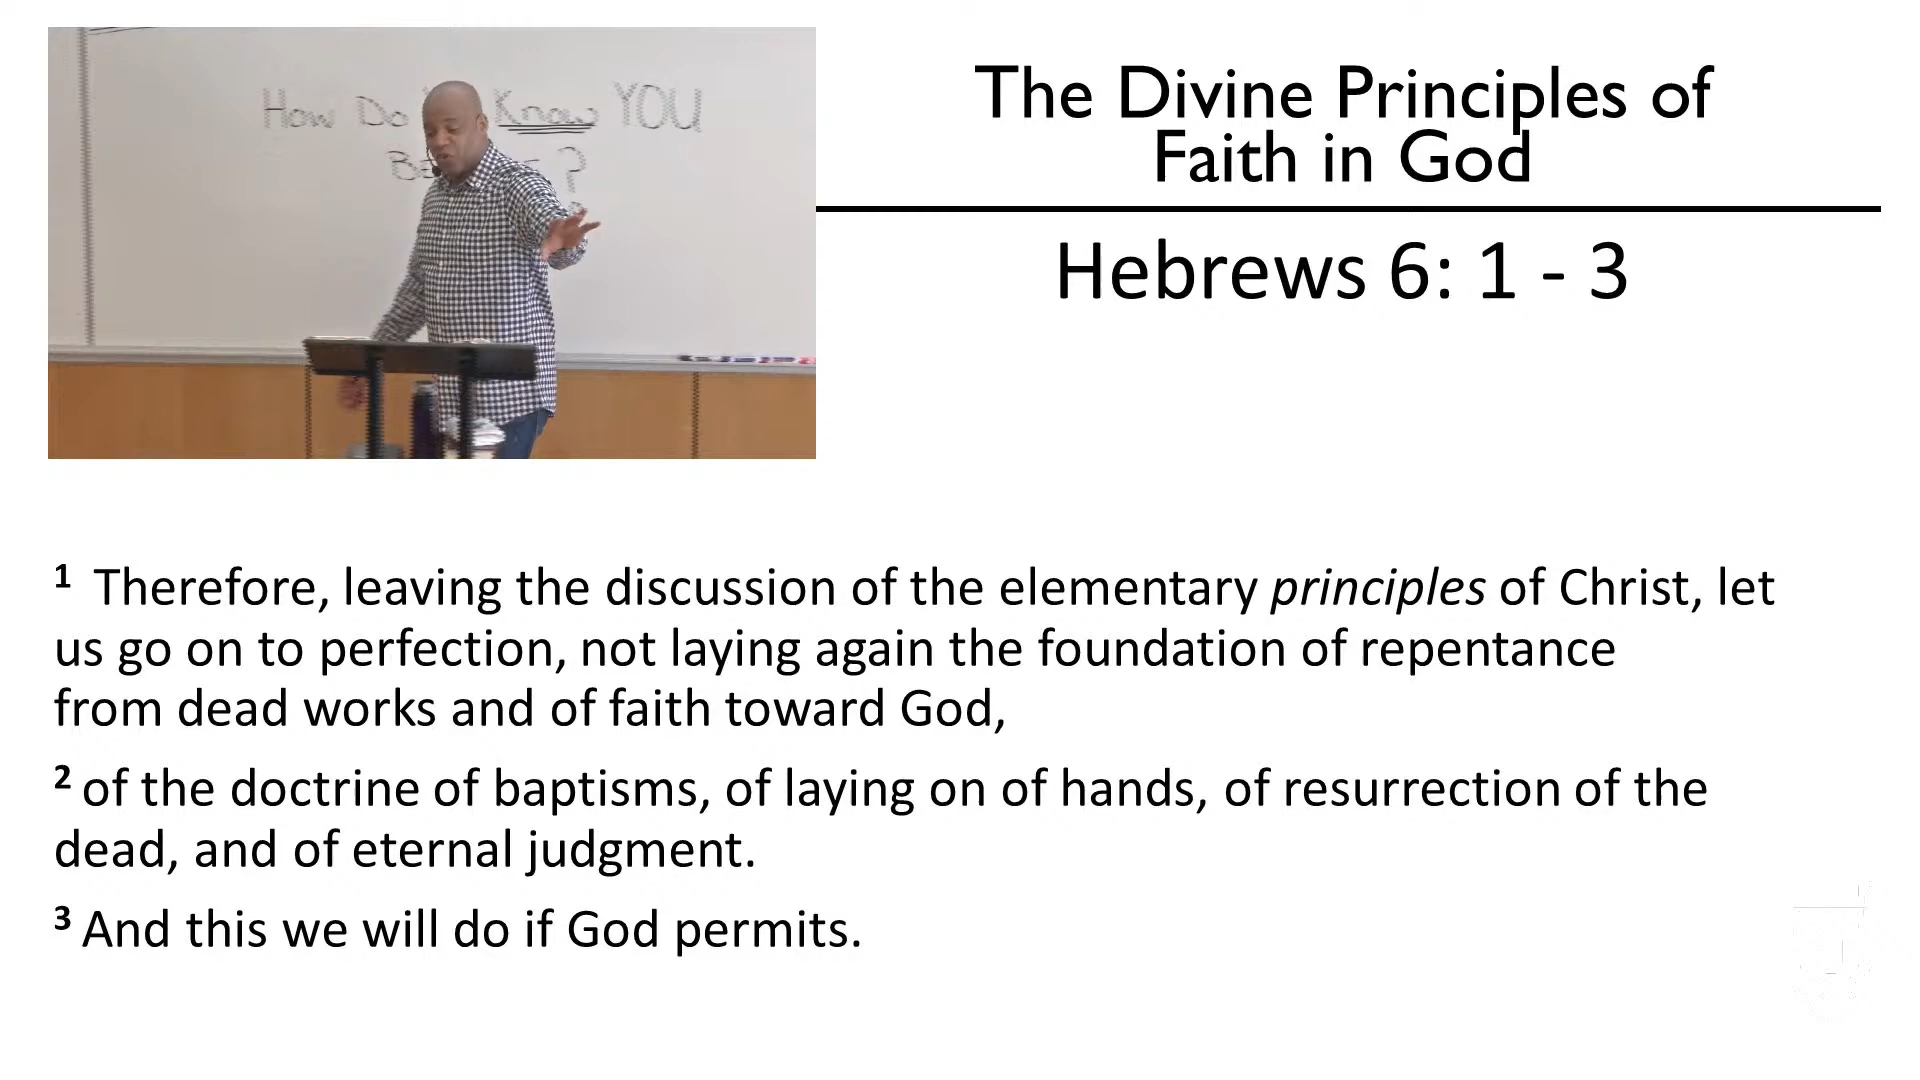 How Do Know YOU
?
The Divine Principles of
Faith in God
Hebrews 6: 1 - 3
1 Therefore, leaving the discussion of the elementary principles of Christ, let
us go on to perfection, not laying again the foundation of repentance
from dead works and of faith toward God,
2 of the doctrine of baptisms, of laying on of hands, of resurrection of the
dead, and of eternal judgment.
3 And this we will do if God permits.